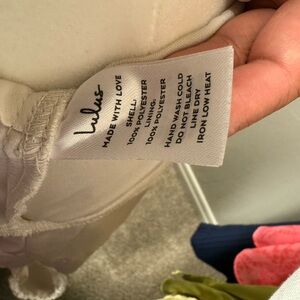 Lulus
MADE WITH LOVE
SHELL:
100% POLYESTER
LINING:
100% POLYESTER
HAND WASH COLD
DO NOT BLEACH
LINE DRY
IRON LOW HEAT